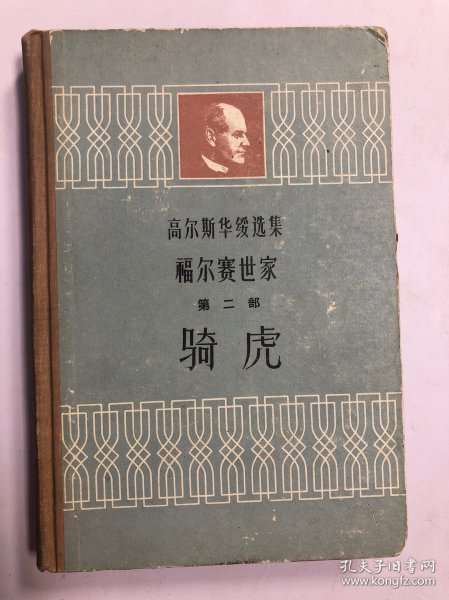 高尔斯华绥选集
福尔赛世家
第二部
骑虎
孔夫子旧书网
www.kongfz.com